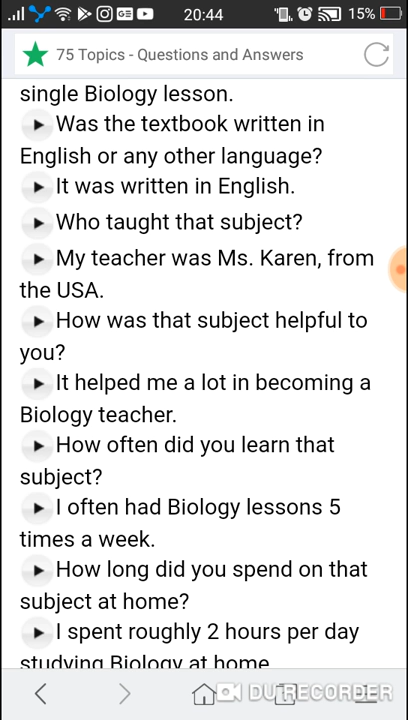 20:44
15%
75 Topics - Questions and Answers
single Biology lesson.
Was the textbook written in
English or any other language?
It was written in English.
Who taught that subject?
My teacher was Ms. Karen, from
the USA.
How was that subject helpful to
you?
It helped me a lot in becoming a
Biology teacher.
How often did you learn that
subject?
I often had Biology lessons 5
times a week.
How long did you spend on that
subject at home?
I spent roughly 2 hours per day
studying Biology at home
DU RECORDER